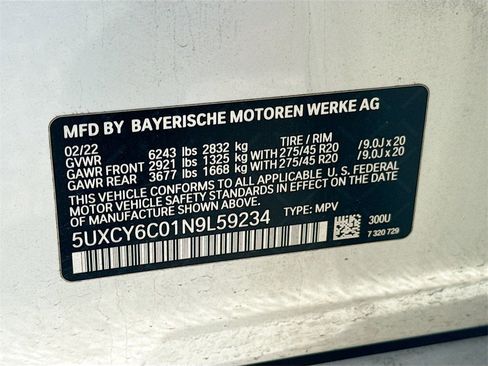 MFD BY BAYERISCHE MOTOREN WERKE AG
02/22 TIRE / RIM
GVWR 6243 lbs 2832 kg
GAWR FRONT 2921 lbs 1325 kg WITH 275/45 R20 /9.0J x 20
GAWR REAR 3677 lbs 1668 kg WITH 275/45 R20 /9.0J x 20
THIS VEHICLE CONFORMS TO ALL APPLICABLE U. S. FEDERAL
MOTOR VEHICLE SAFETY STANDARDS IN EFFECT ON THE
DATE OF MANUFACTURE SHOWN ABOVE.
5UXCY6C01N9L59234 TYPE: MPV
300U
7 320 729